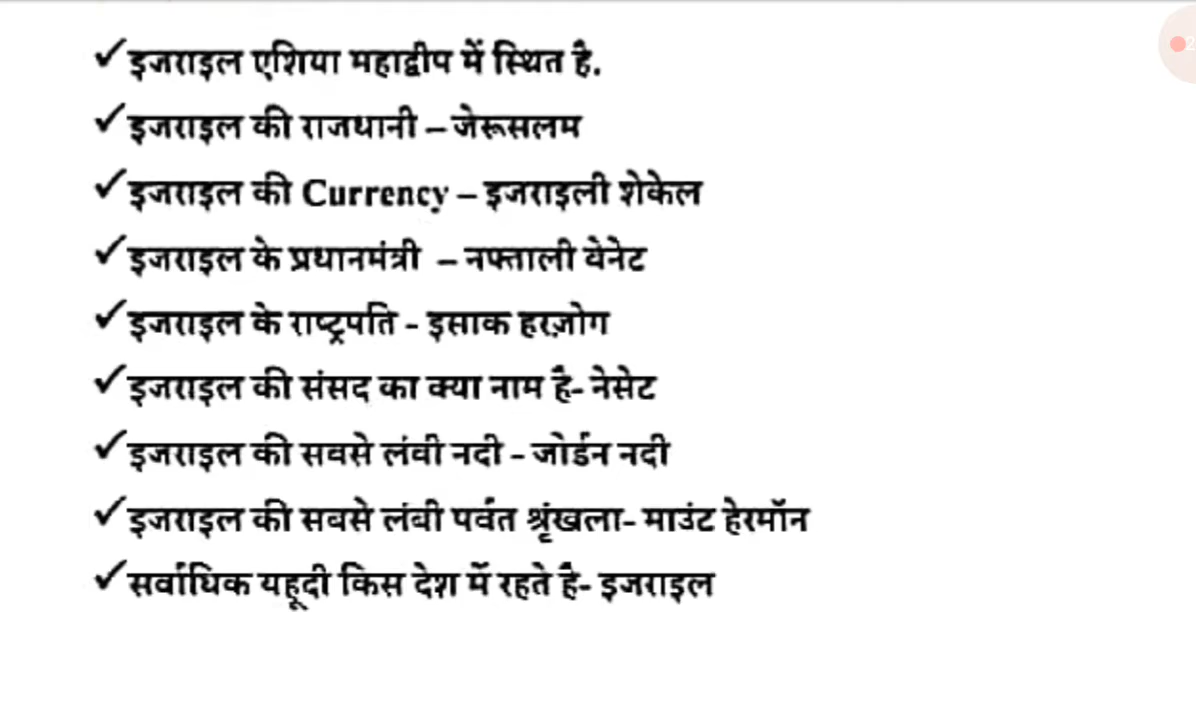 ✓इजराइल एशिया महाद्वीप में स्थित है.
✓इजराइल की राजधानी – जेरूसलम
✓इजराइल की Currency – इजराइली शेकेल
✓इजराइल के प्रधानमंत्री – नफ्ताली बेनेट
✓इजराइल के राष्ट्रपति - इसाक हरज़ोग
✓इजराइल की संसद का क्या नाम है- नेसेट
✓इजराइल की सबसे लंबी नदी - जोर्डन नदी
✓इजराइल की सबसे लंबी पर्वत श्रृंखला- माउंट हेरमॉन
✓सर्वाधिक यहूदी किस देश में रहते है- इजराइल